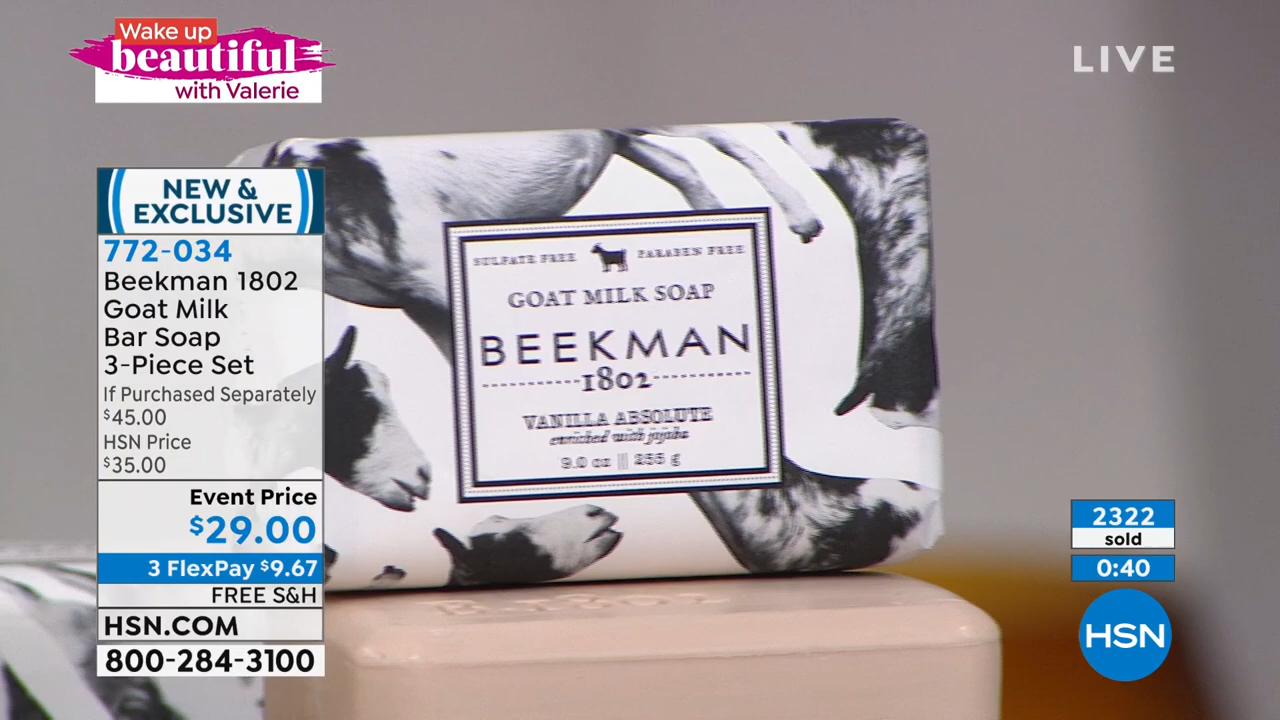 Wake up
beautiful
with Valerie
LIVE
NEW &
EXCLUSIVE
772-034
Beekman 1802
Goat Milk
Bar Soap
3-Piece Set
If Purchased Separately
$45.00
HSN Price
$35.00
Event Price
$29.00
3 FlexPay $9.67
FREE S&H
HSN.COM
800-284-3100
SULFATE FREE PARABEN FREE
GOAT MILK SOAP
BEEKMAN
1802
VANILLA ABSOLUTE
enriched with jojoba
9.0 oz || 255 g
B. 1802
2322
sold
0:40
HSN